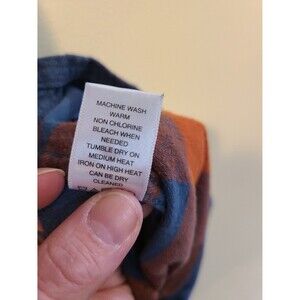 MACHINE WASH
WARM
NON CHLORINE
BLEACH WHEN
NEEDED
TUMBLE DRY ON
MEDIUM HEAT
IRON ON HIGH HEAT
CAN BE DRY
CLEANED